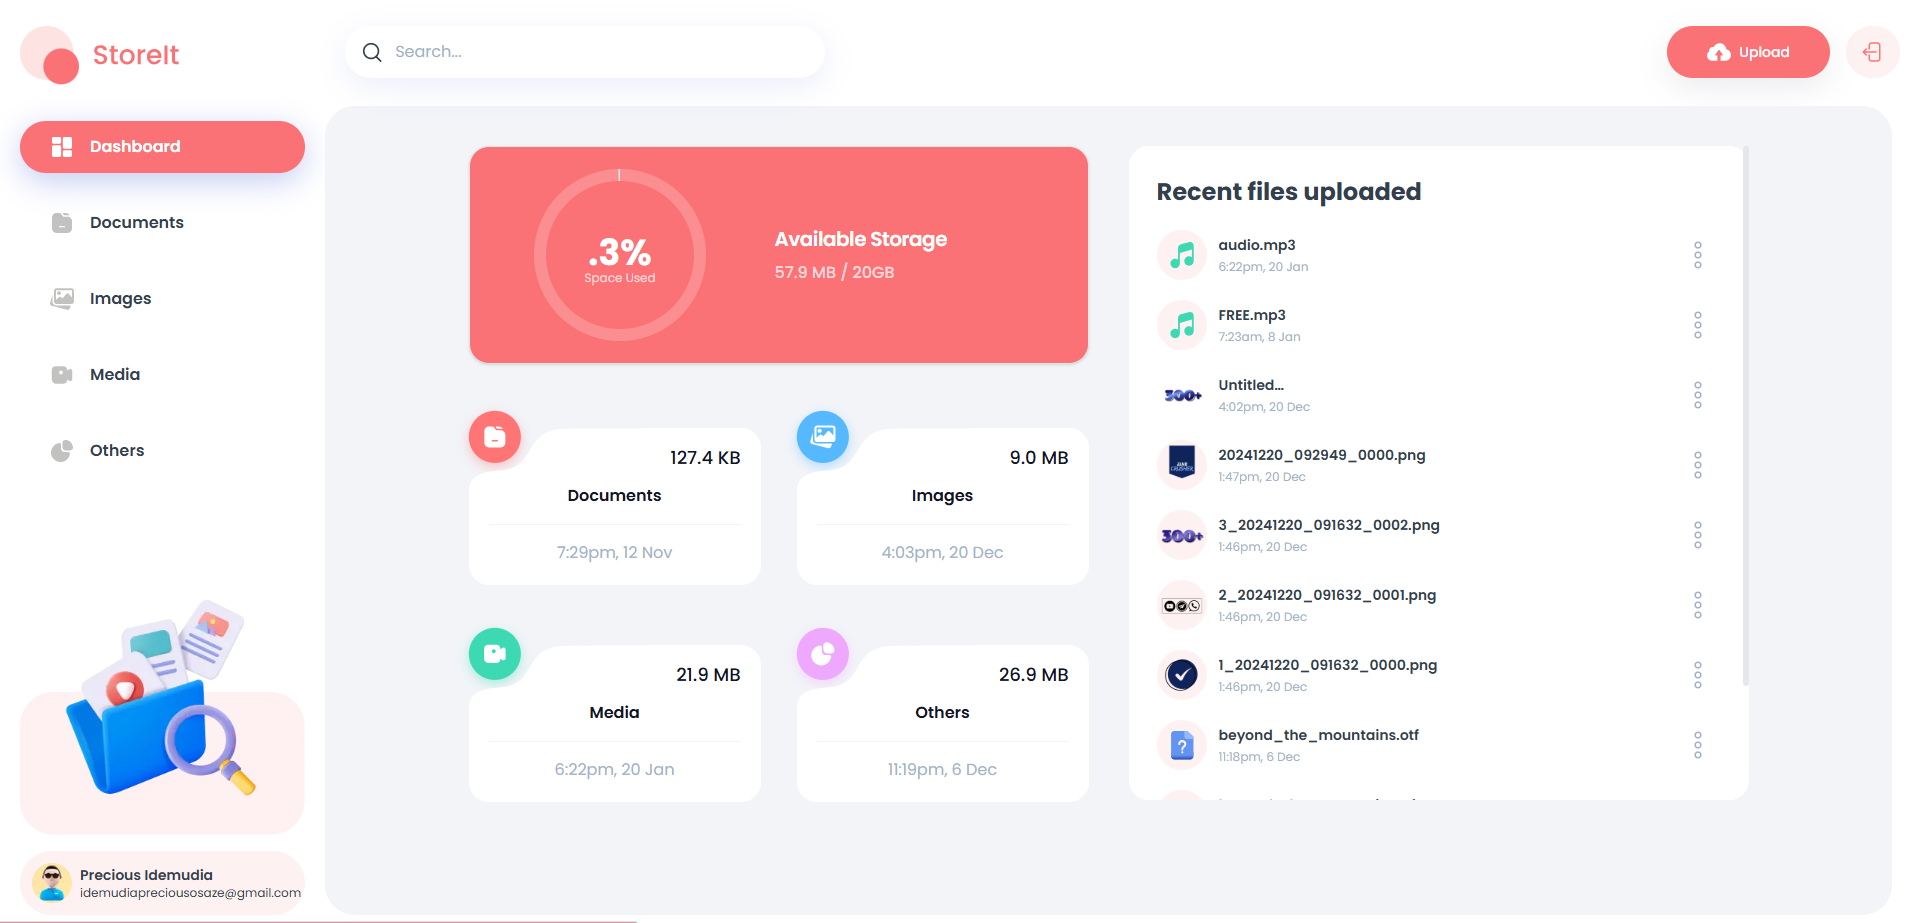 StoreIt
Search...
Upload
Dashboard
Documents
Images
Media
Others
Precious Idemudia
idemudiapreciousosaze@gmail.com
.3%
Space Used
Available Storage
57.9 MB / 20GB
127.4 KB
Documents
7:29pm, 12 Nov
9.0 MB
Images
4:03pm, 20 Dec
21.9 MB
Media
6:22pm, 20 Jan
26.9 MB
Others
11:19pm, 6 Dec
Recent files uploaded
audio.mp3
6:22pm, 20 Jan
FREE.mp3
7:23am, 8 Jan
300+
Untitled...
4:02pm, 20 Dec
20241220_092949_0000.png
1:47pm, 20 Dec
300+
3_20241220_091632_0002.png
1:46pm, 20 Dec
2_20241220_091632_0001.png
1:46pm, 20 Dec
1_20241220_091632_0000.png
1:46pm, 20 Dec
?
beyond_the_mountains.otf
11:18pm, 6 Dec